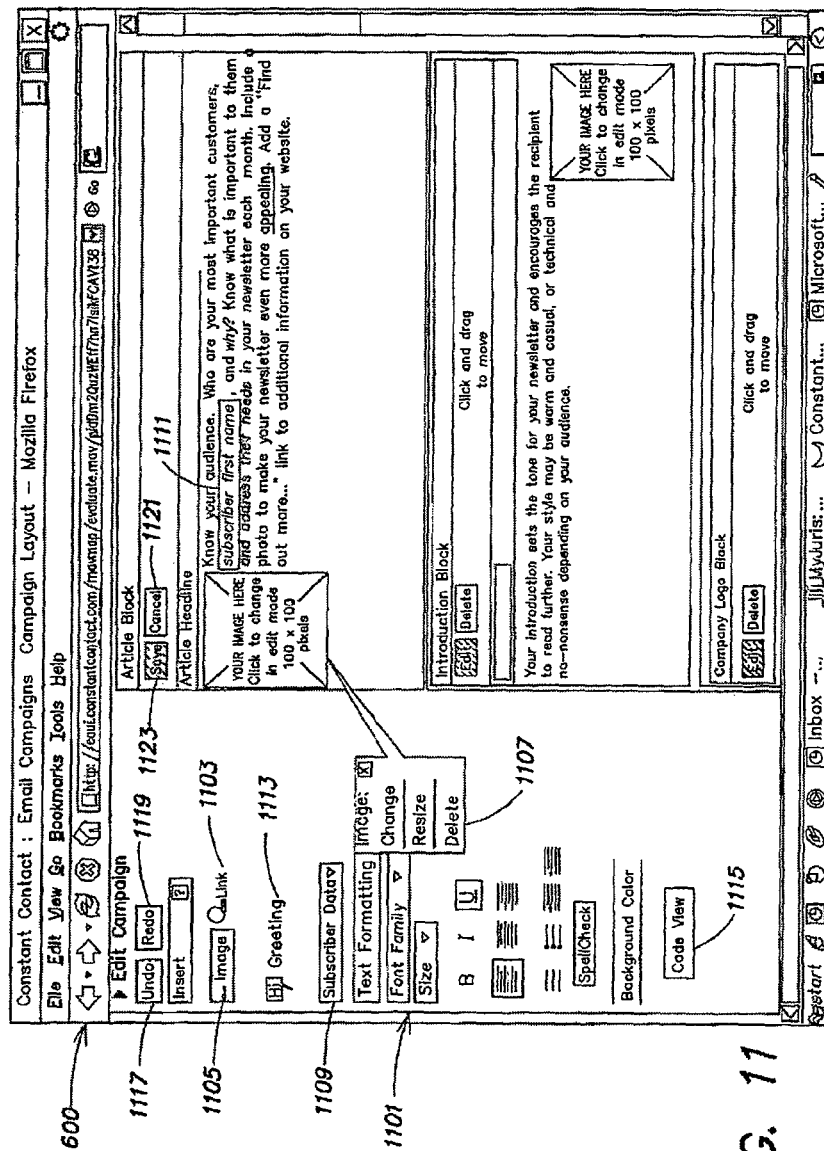 600
Constant Contact : Email Campaigns Campaign Layout – Mozilla Firefox
File Edit View Go Bookmarks Tools Help
Go
Edit Campaign
1117
Undo Redo
1119
Insert ?
1105
Image
Link
1103
Hi Greeting
1113
1109
Subscriber Data
1101
Text Formatting
Font Family
Size
B I U
SpellCheck
Background Color
Code View
1115
Image: X
Change
Resize
Delete
1107
Article Block
1123
Save Cancel
1121
Article Headline
1111
YOUR IMAGE HERE
Click to change
in edit mode
100 x 100
pixels
Know your audience. Who are your most important customers,
subscriber first name, and why? Know what is important to them
and address they needs in your newsletter each month. Include
photo to make your newsletter even more appealing. Add a "Find
out more..." link to additional information on your website.
Introduction Block
Edit Delete
Click and drag
to move
Your introduction sets the tone for your newsletter and encourages the recipient
to read further. Your style may be warm and casual, or technical and
no-nonsense depending on your audience.
YOUR IMAGE HERE
Click to change
in edit mode
100 x 100
pixels
Company Logo Block
Edit Delete
Click and drag
to move
start
Inbox -...
MyJuris: ...
Constant...
Microsoft...
G. 11